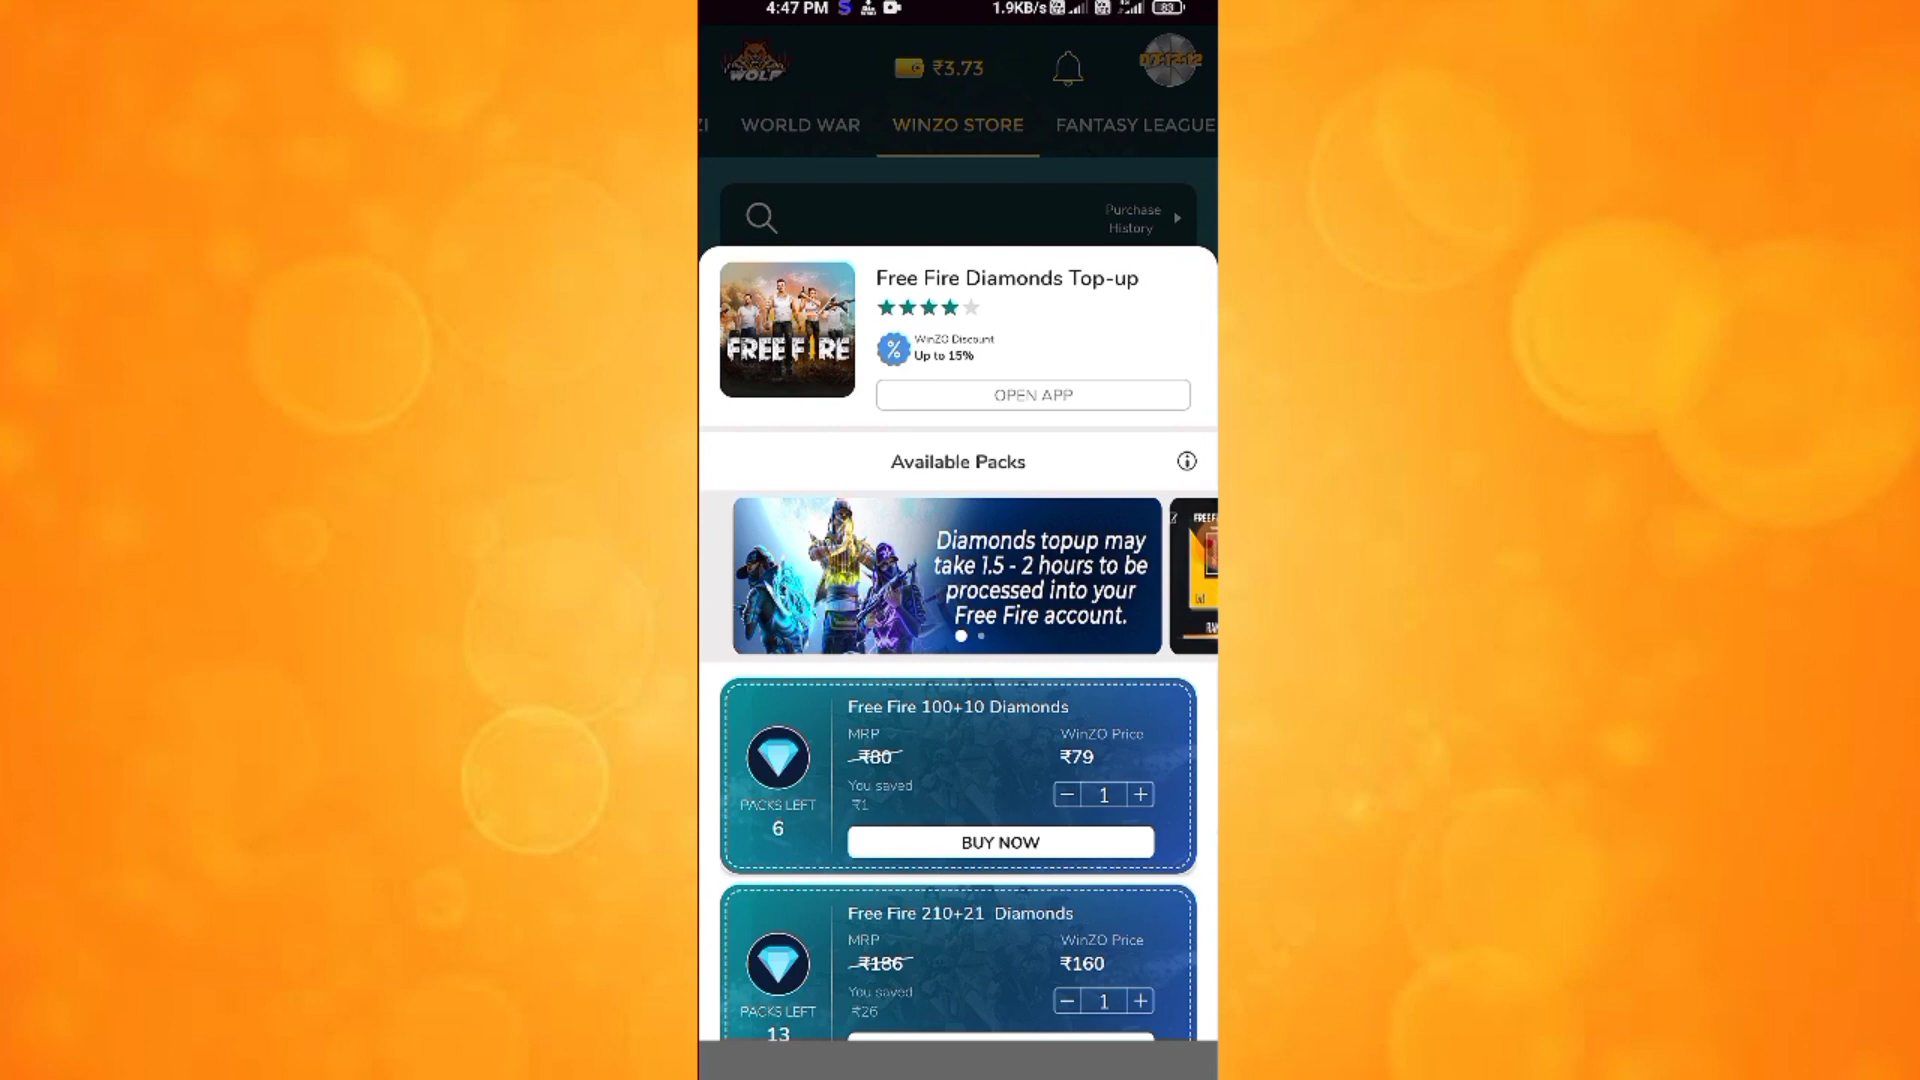 4:47 PM S 1.9KB/s 83
WOLF ₹3.73
WORLD WAR WINZO STORE FANTASY LEAGUE
Purchase
History
Free Fire Diamonds Top-up
FREE FIRE
WinZO Discount
% Up to 15%
OPEN APP
Available Packs
Diamonds topup may
take 1.5 - 2 hours to be
processed into your
Free Fire account.
Free Fire 100+10 Diamonds
MRP WinZO Price
₹80 ₹79
You saved
₹1
− 1 +
PACKS LEFT
6
BUY NOW
Free Fire 210+21 Diamonds
MRP WinZO Price
₹186 ₹160
You saved
₹26
− 1 +
PACKS LEFT
13